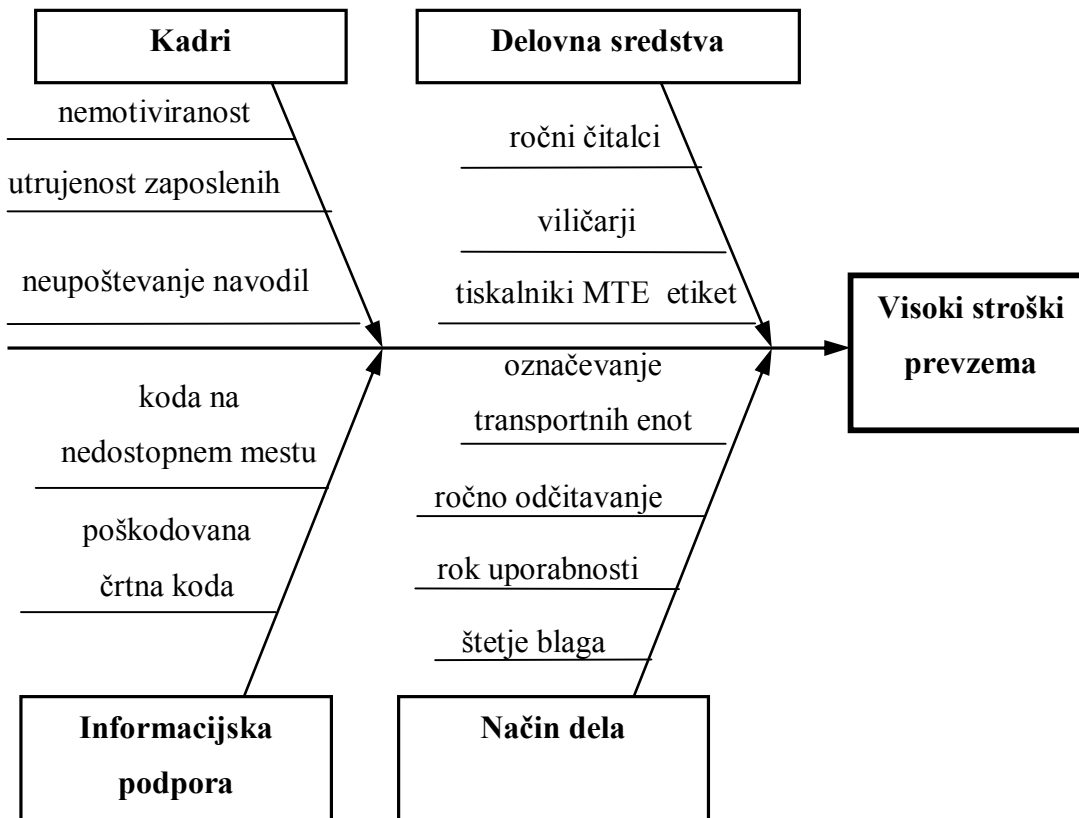 Kadri
nemotiviranost
utrujenost zaposlenih
neupoštevanje navodil
Delovna sredstva
ročni čitalci
viličarji
tiskalniki MTE etiket
Visoki stroški
prevzema
koda na
nedostopnem mestu
poškodovana
črtna koda
Informacijska
podpora
označevanje
transportnih enot
ročno odčitavanje
rok uporabnosti
štetje blaga
Način dela